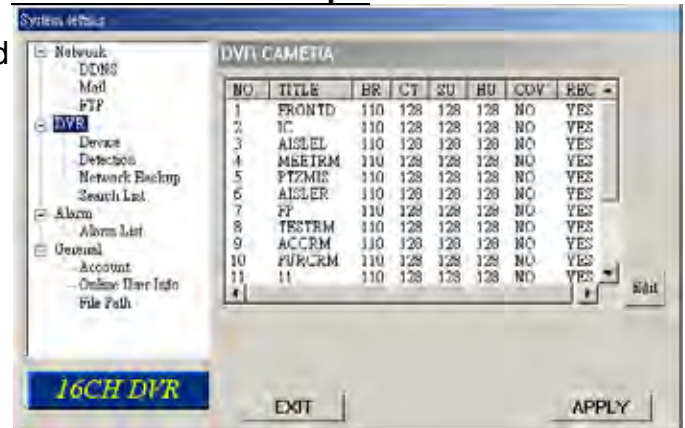 System settings
d
Network
DDNS
Mail
FTP
DVR
Device
Detection
Network Backup
Search List
Alarm
Alarm List
General
Account
Online User Info
File Path
16CH DVR
DVR CAMERA
NO TITLE BR CT SU HU COV REC
1 FRONTD 110 128 128 128 NO YES
2 IC 110 128 128 128 NO YES
3 AISLEL 110 128 128 128 NO YES
4 MEETRM 110 128 128 128 NO YES
5 PTZMIS 110 128 128 128 NO YES
6 AISLER 110 128 128 128 NO YES
7 FP 110 128 128 128 NO YES
8 TESTRM 110 128 128 128 NO YES
9 ACCRM 110 128 128 128 NO YES
10 PURCRM 110 128 128 128 NO YES
11 11 110 128 128 128 NO YES
Edit
EXIT
APPLY